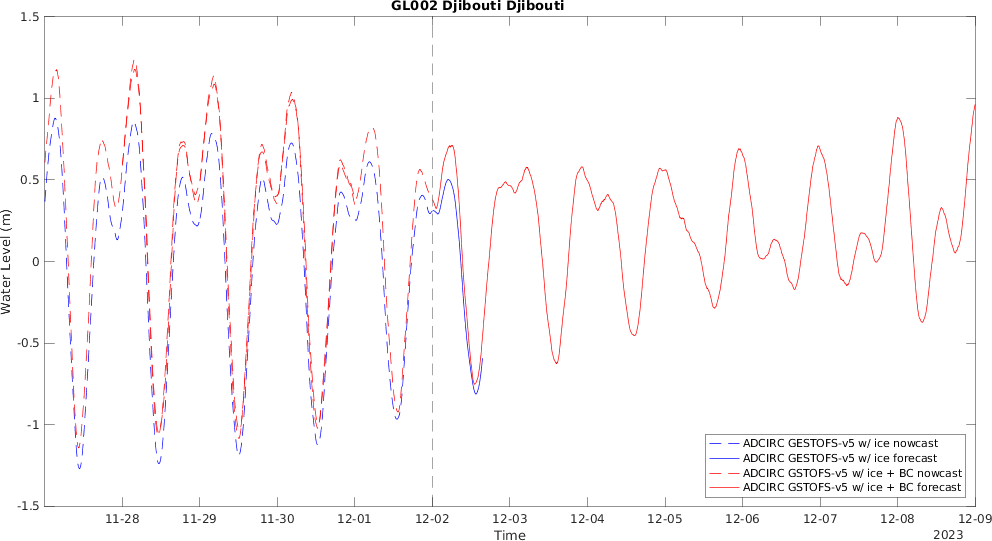 GL002 Djibouti Djibouti
1.5
1
0.5
0
-0.5
-1
-1.5
Water Level (m)
11-28
11-29
11-30
12-01
12-02
12-03
12-04
12-05
12-06
12-07
12-08
12-09
Time
2023
ADCIRC GESTOFS-v5 w/ ice nowcast
ADCIRC GESTOFS-v5 w/ ice forecast
ADCIRC GSTOFS-v5 w/ ice + BC nowcast
ADCIRC GSTOFS-v5 w/ ice + BC forecast